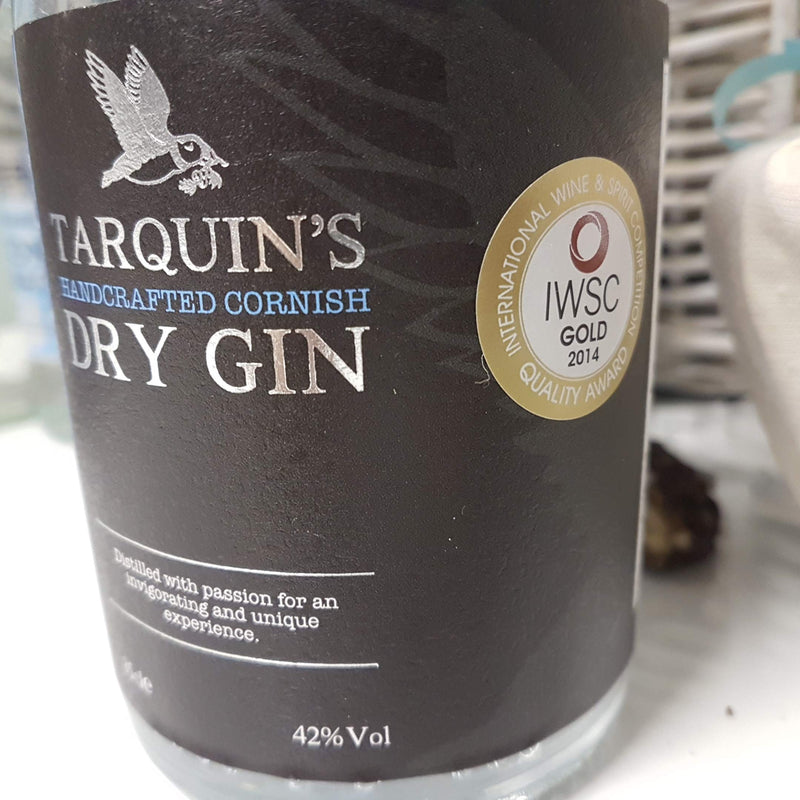 TARQUIN'S
HANDCRAFTED CORNISH
DRY GIN
INTERNATIONAL WINE & SPIRIT COMPETITION
IWSC
GOLD
2014
QUALITY AWARD
Distilled with passion for an
invigorating and unique
experience.
42% Vol